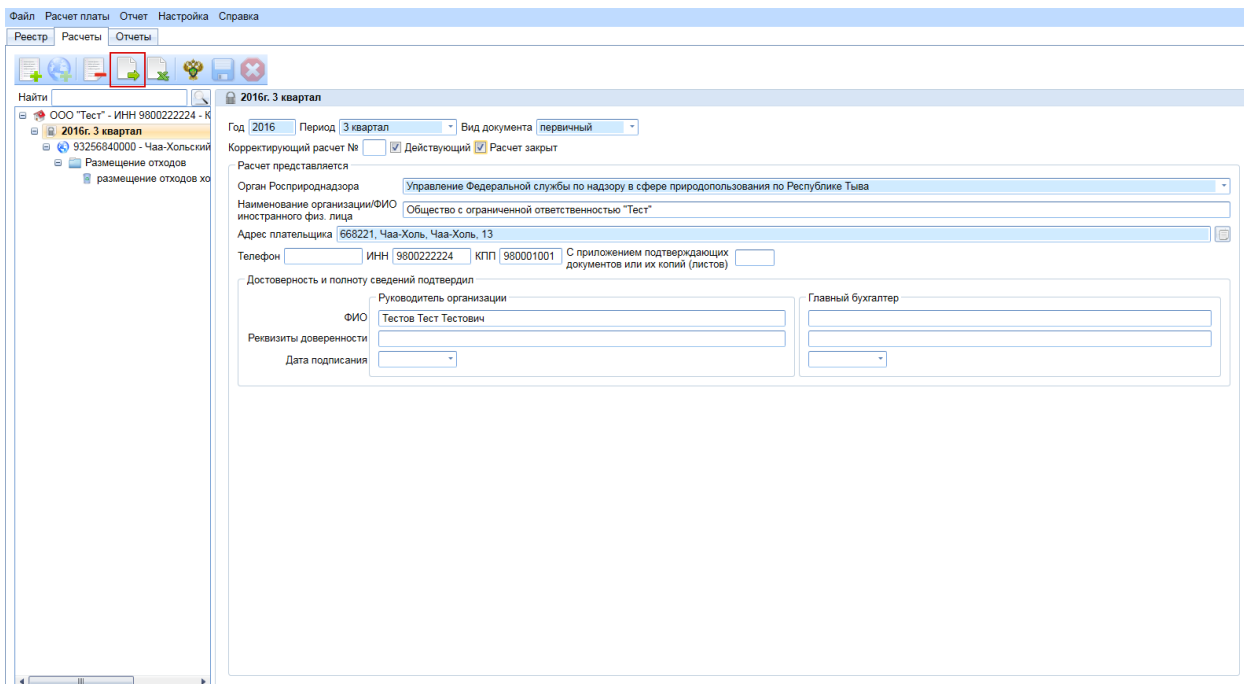 Файл Расчет платы Отчет Настройка Справка
Реестр Расчеты Отчеты
Найти
2016г. 3 квартал
ООО "Тест" - ИНН 9800222224 - К
2016г. 3 квартал
93256840000 - Чаа-Хольский
Размещение отходов
размещение отходов хо
Год 2016 Период 3 квартал Вид документа первичный
Корректирующий расчет № Действующий Расчет закрыт
Расчет представляется
Орган Росприроднадзора Управление Федеральной службы по надзору в сфере природопользования по Республике Тыва
Наименование организации/ФИО
иностранного физ. лица
Общество с ограниченной ответственностью "Тест"
Адрес плательщика 668221, Чаа-Холь, Чаа-Холь, 13
Телефон ИНН 9800222224 КПП 980001001
С приложением подтверждающих
документов или их копий (листов)
Достоверность и полноту сведений подтвердил
Руководитель организации Главный бухгалтер
ФИО Тестов Тест Тестович
Реквизиты доверенности
Дата подписания